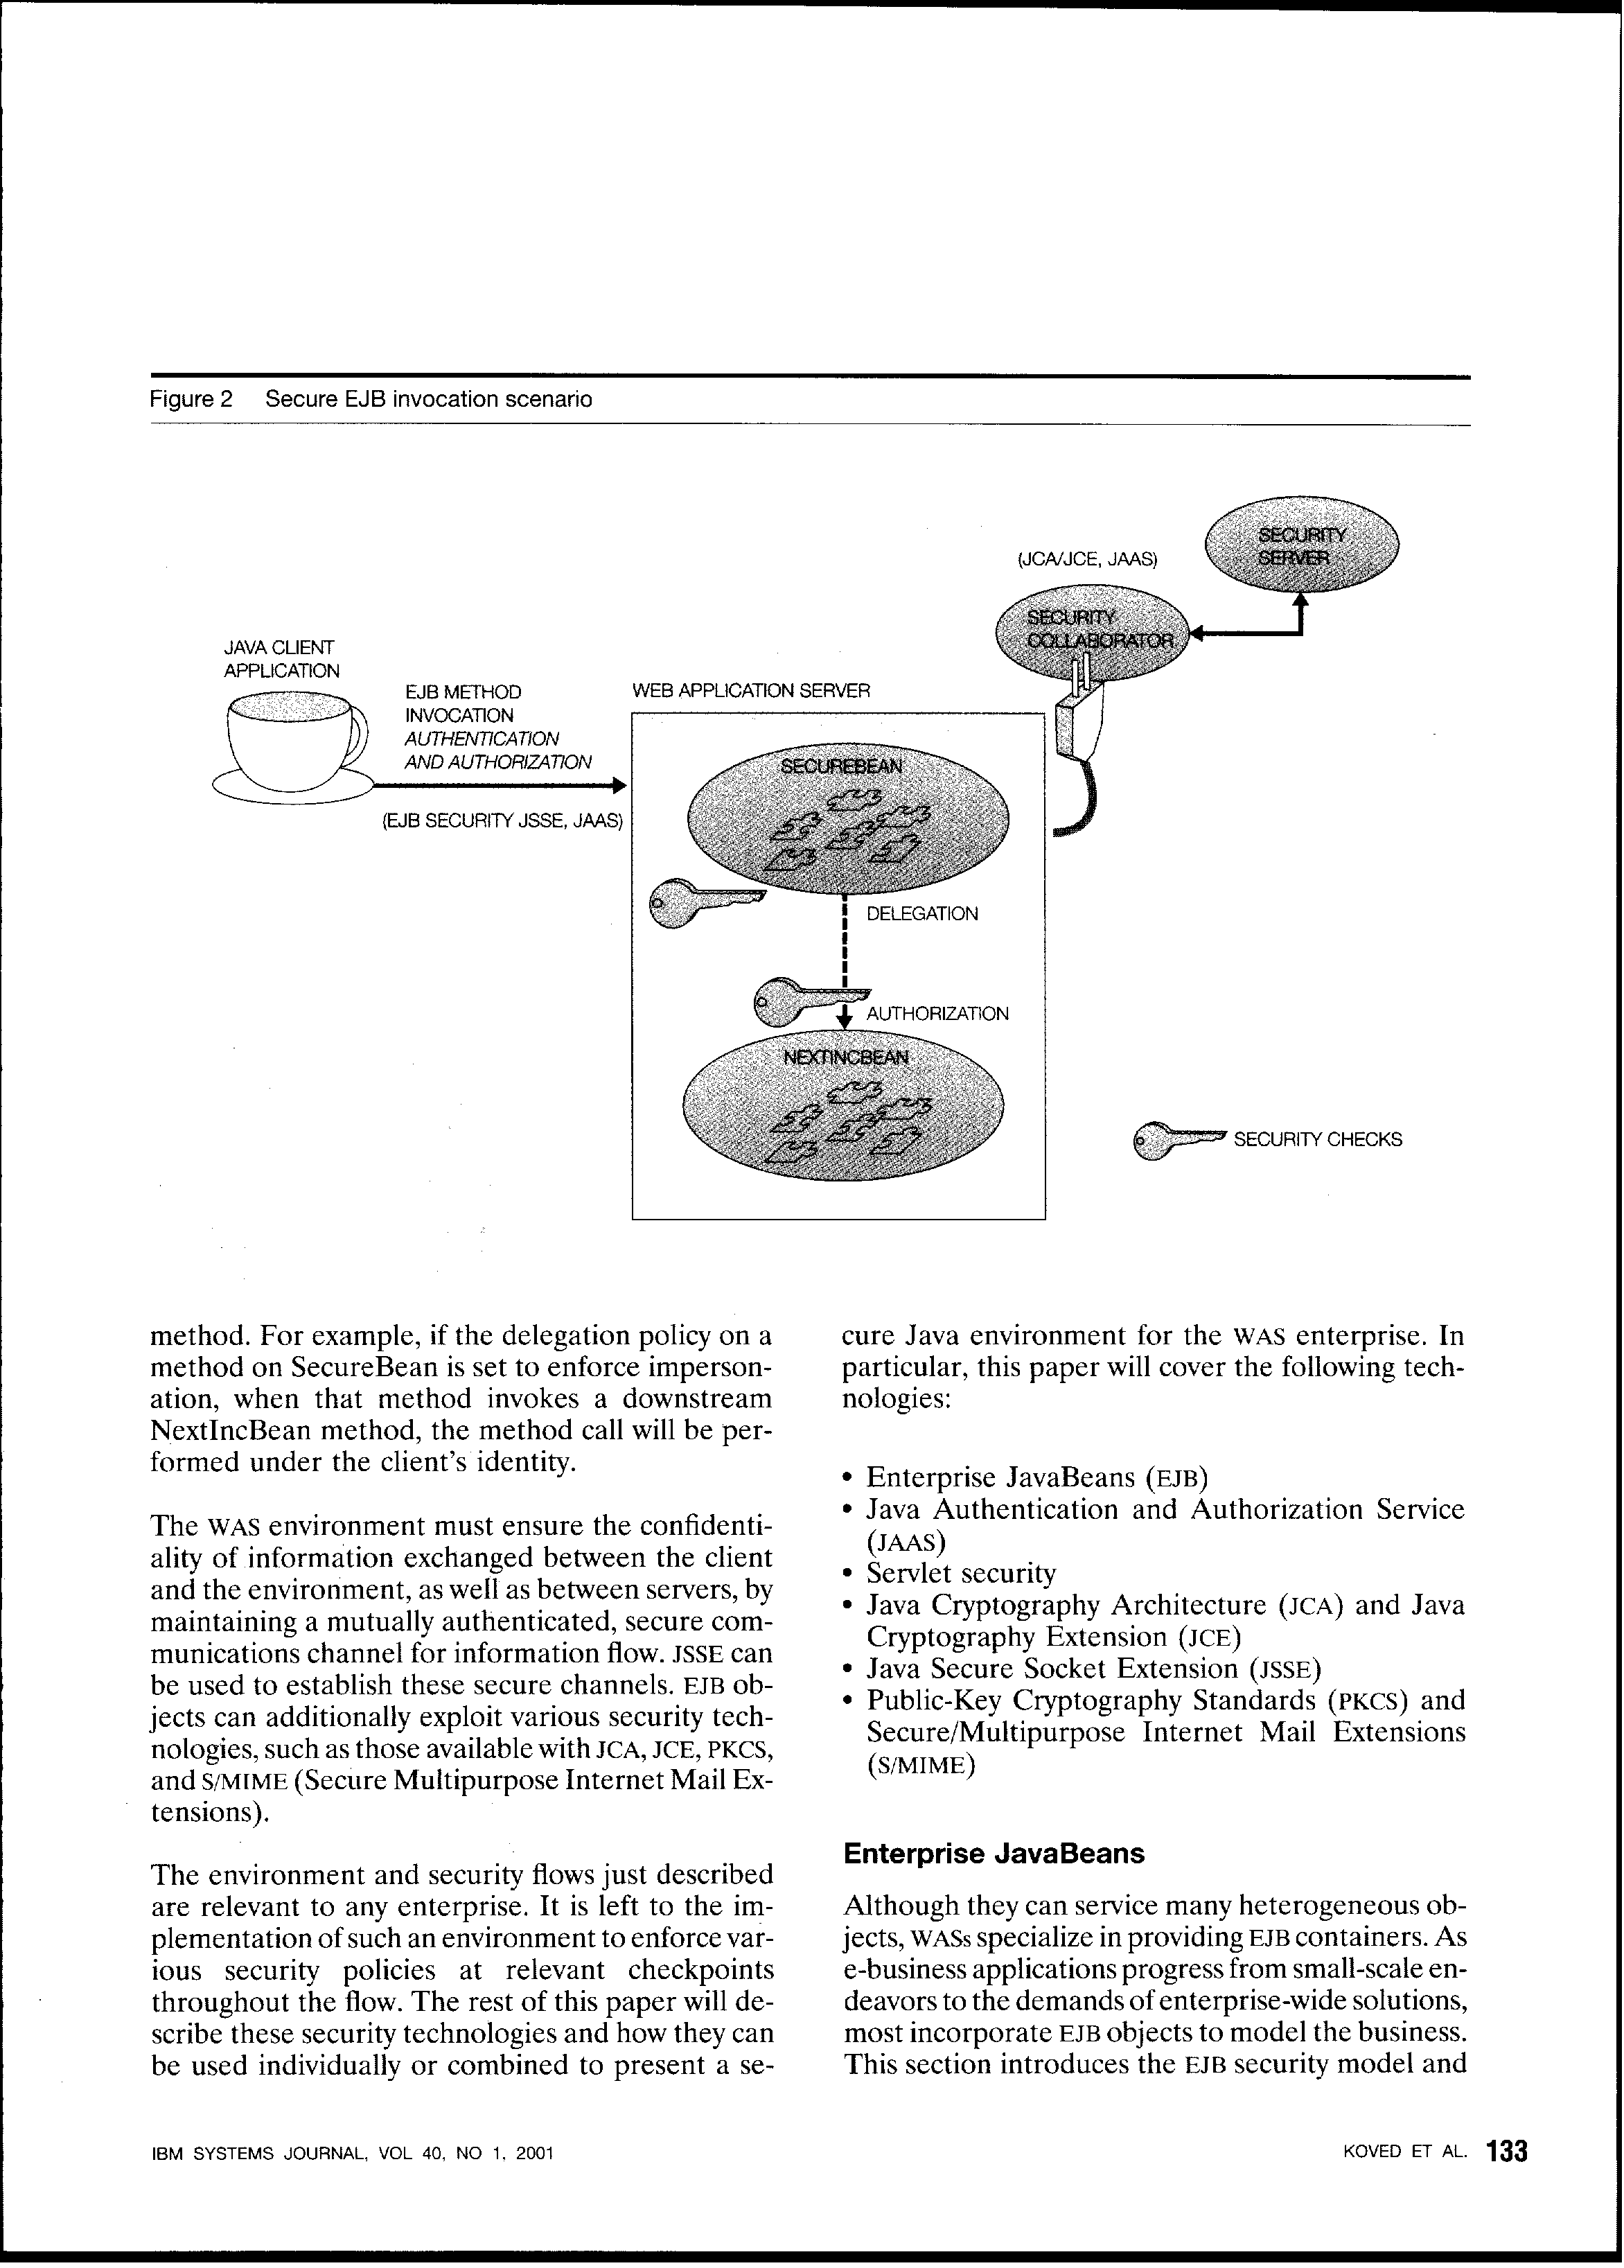 Figure 2 Secure EJB invocation scenario
SECURITY
SERVER
(JCA/JCE, JAAS)
SECURITY
COLLABORATOR
JAVA CLIENT
APPLICATION
EJB METHOD
INVOCATION
AUTHENTICATION
AND AUTHORIZATION
(EJB SECURITY JSSE, JAAS)
WEB APPLICATION SERVER
SECUREBEAN
DELEGATION
AUTHORIZATION
NEXTINCBEAN
SECURITY CHECKS
method. For example, if the delegation policy on a
method on SecureBean is set to enforce imperson-
ation, when that method invokes a downstream
NextIncBean method, the method call will be per-
formed under the client's identity.
The WAS environment must ensure the confidenti-
ality of information exchanged between the client
and the environment, as well as between servers, by
maintaining a mutually authenticated, secure com-
munications channel for information flow. JSSE can
be used to establish these secure channels. EJB ob-
jects can additionally exploit various security tech-
nologies, such as those available with JCA, JCE, PKCS,
and S/MIME (Secure Multipurpose Internet Mail Ex-
tensions).
The environment and security flows just described
are relevant to any enterprise. It is left to the im-
plementation of such an environment to enforce var-
ious security policies at relevant checkpoints
throughout the flow. The rest of this paper will de-
scribe these security technologies and how they can
be used individually or combined to present a se-
cure Java environment for the WAS enterprise. In
particular, this paper will cover the following tech-
nologies:
• Enterprise JavaBeans (EJB)
• Java Authentication and Authorization Service
(JAAS)
• Servlet security
• Java Cryptography Architecture (JCA) and Java
Cryptography Extension (JCE)
• Java Secure Socket Extension (JSSE)
• Public-Key Cryptography Standards (PKCS) and
Secure/Multipurpose Internet Mail Extensions
(S/MIME)
Enterprise JavaBeans
Although they can service many heterogeneous ob-
jects, WASs specialize in providing EJB containers. As
e-business applications progress from small-scale en-
deavors to the demands of enterprise-wide solutions,
most incorporate EJB objects to model the business.
This section introduces the EJB security model and
IBM SYSTEMS JOURNAL, VOL 40, NO 1, 2001
KOVED ET AL. 133